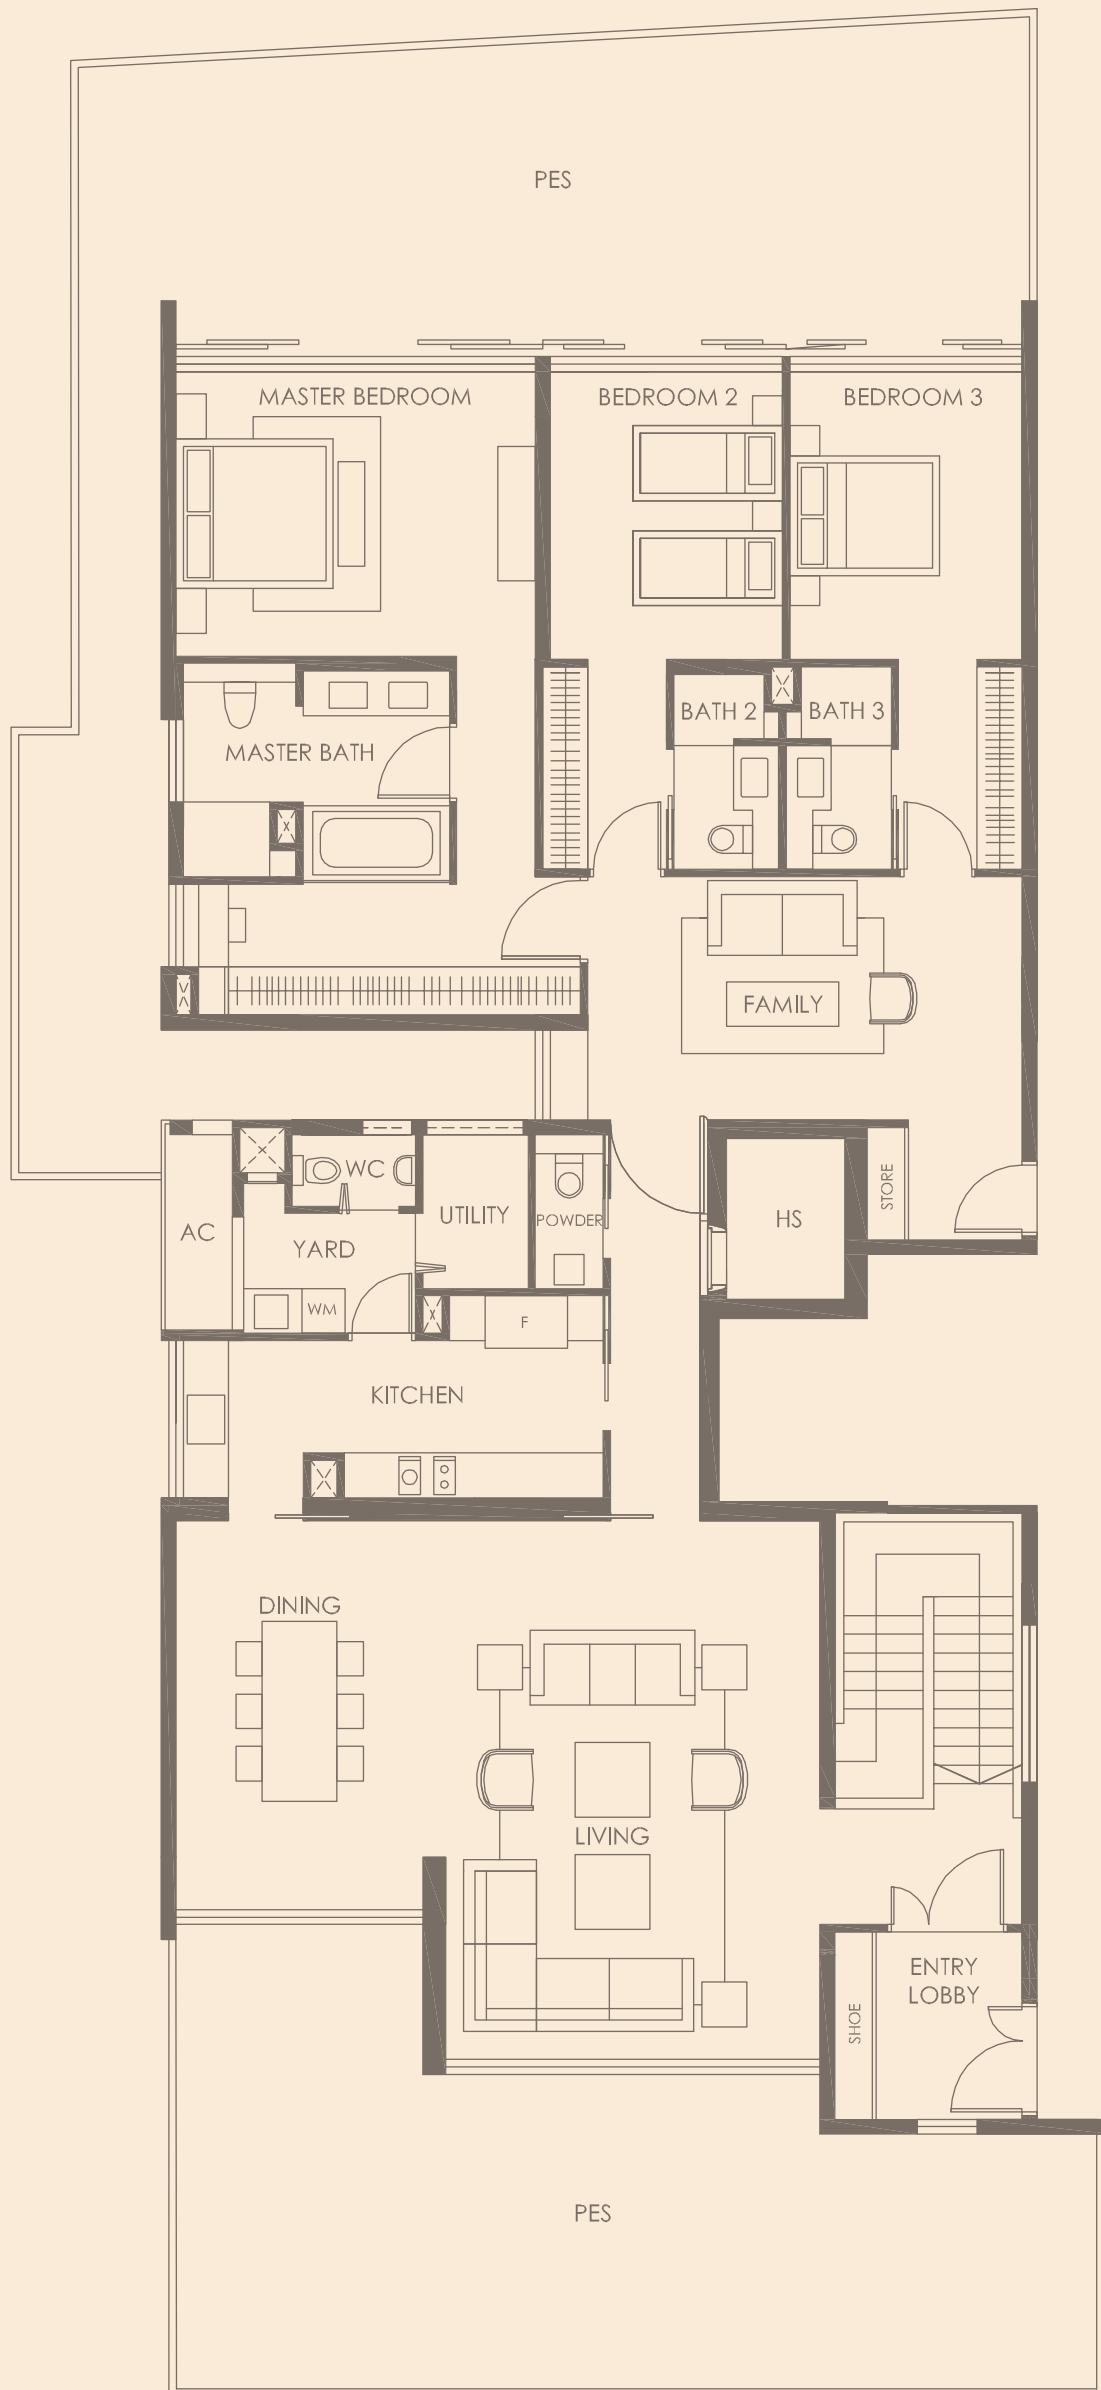 PES
MASTER BEDROOM
BEDROOM 2
BEDROOM 3
BATH 2
BATH 3
MASTER BATH
FAMILY
WC
STORE
UTILITY
POWDER
HS
AC
YARD
WM
F
KITCHEN
DINING
LIVING
ENTRY
LOBBY
SHOE
PES